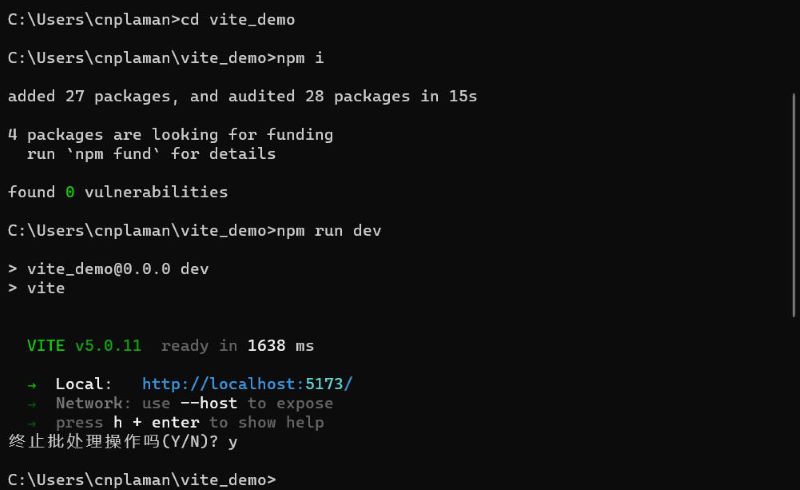 C:\Users\cnplaman>cd vite_demo
C:\Users\cnplaman\vite_demo>npm i
added 27 packages, and audited 28 packages in 15s
4 packages are looking for funding
  run `npm fund` for details
found 0 vulnerabilities
C:\Users\cnplaman\vite_demo>npm run dev
> vite_demo@0.0.0 dev
> vite
  VITE v5.0.11  ready in 1638 ms
  →  Local:   http://localhost:5173/
  →  Network: use --host to expose
  →  press h + enter to show help
终止批处理操作吗(Y/N)? y
C:\Users\cnplaman\vite_demo>